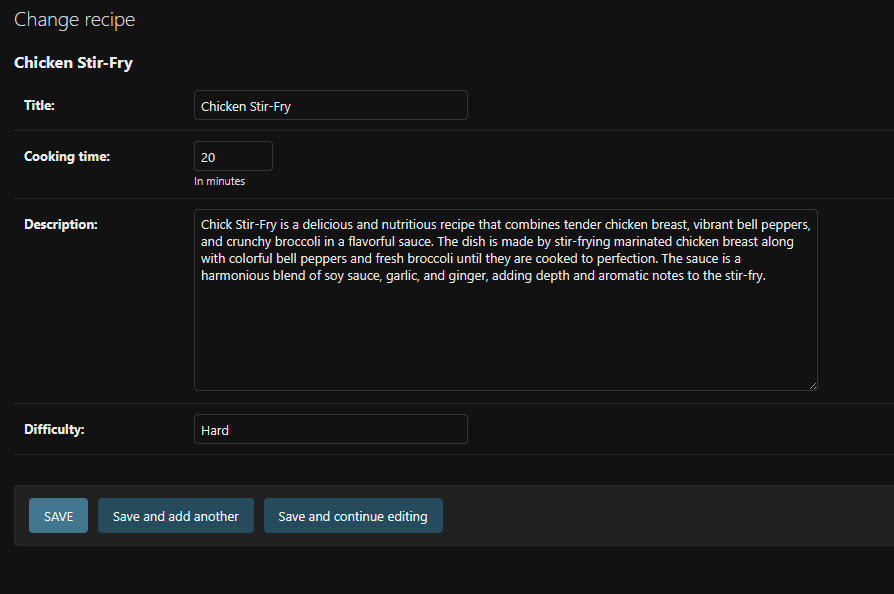 Change recipe
Chicken Stir-Fry
Title:
Chicken Stir-Fry
Cooking time:
20
In minutes
Description:
Chick Stir-Fry is a delicious and nutritious recipe that combines tender chicken breast, vibrant bell peppers,
and crunchy broccoli in a flavorful sauce. The dish is made by stir-frying marinated chicken breast along
with colorful bell peppers and fresh broccoli until they are cooked to perfection. The sauce is a
harmonious blend of soy sauce, garlic, and ginger, adding depth and aromatic notes to the stir-fry.
Difficulty:
Hard
SAVE
Save and add another
Save and continue editing